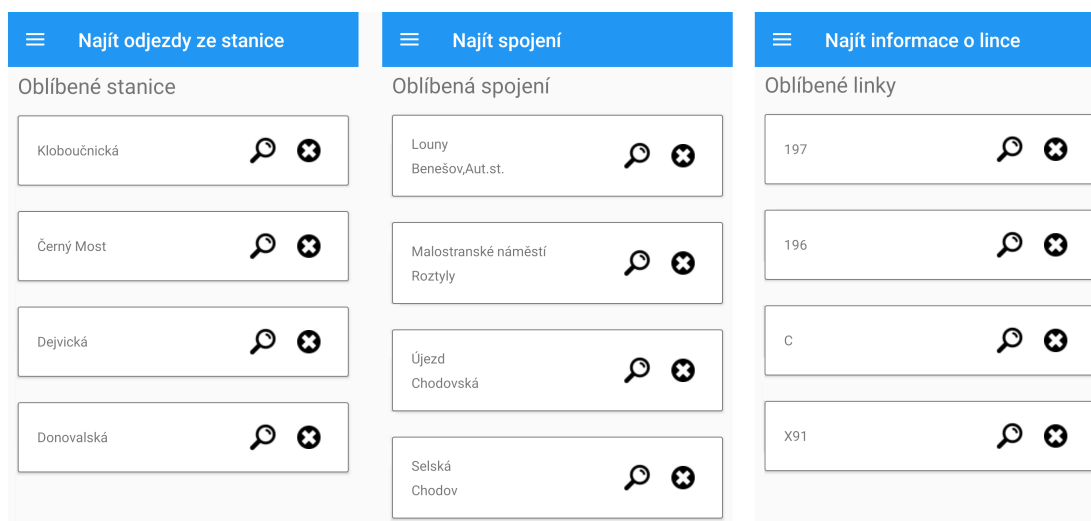 Najít odjezdy ze stanice
Oblíbené stanice
Kloboučnická
Černý Most
Dejvická
Donovalská
Najít spojení
Oblíbená spojení
Louny
Benešov,Aut.st.
Malostranské náměstí
Roztyly
Újezd
Chodovská
Selská
Chodov
Najít informace o lince
Oblíbené linky
197
196
C
X91